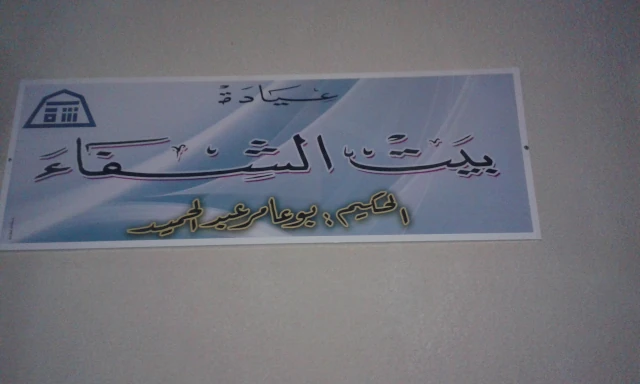 عيادة
بيت الشفاء
الحكيم : بوعامر عبد الحميد